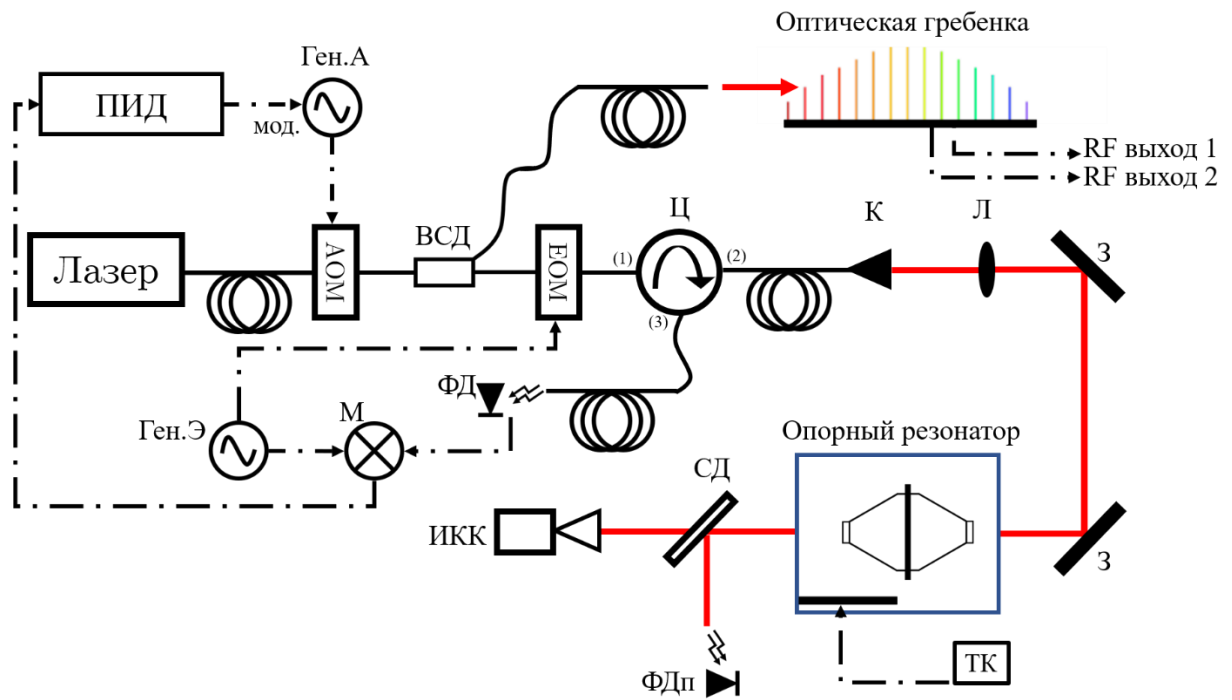 Оптическая гребенка
Ген.А
ПИД
мод.
RF выход 1
RF выход 2
Ц
К
Л
З
ВСД
Лазер
АОМ
ЕОМ
(1)
(2)
(3)
ФД
М
Ген.Э
Опорный резонатор
СД
ИКК
З
ТК
ФДп